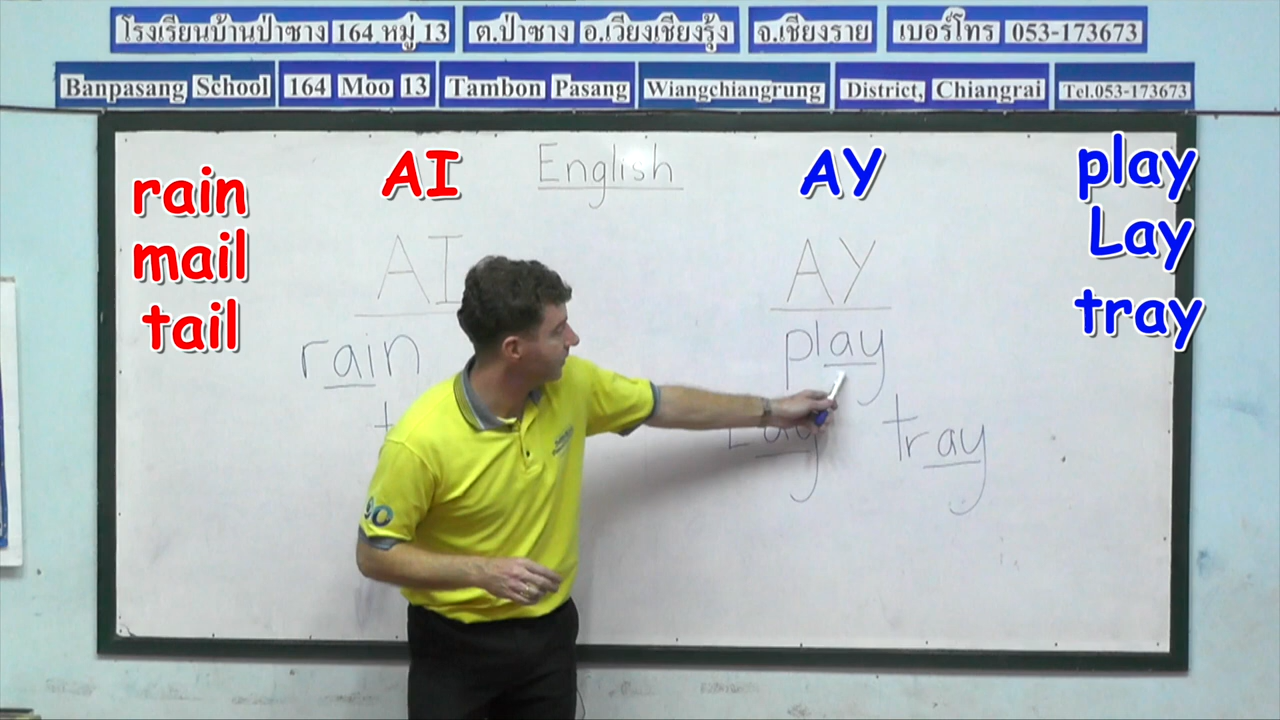 โรงเรียนบ้านป่าซาง 164 หมู่ 13 ต.ป่าซาง อ.เวียงเชียงรุ้ง จ.เชียงราย เบอร์โทร 053-173673
Banpasang School 164 Moo 13 Tambon Pasang Wiangchiangrung District, Chiangrai Tel.053-173673
English
AI
rain
mail
tail
AY
play
Lay
tray
AI
rain
AY
play
Lay tray